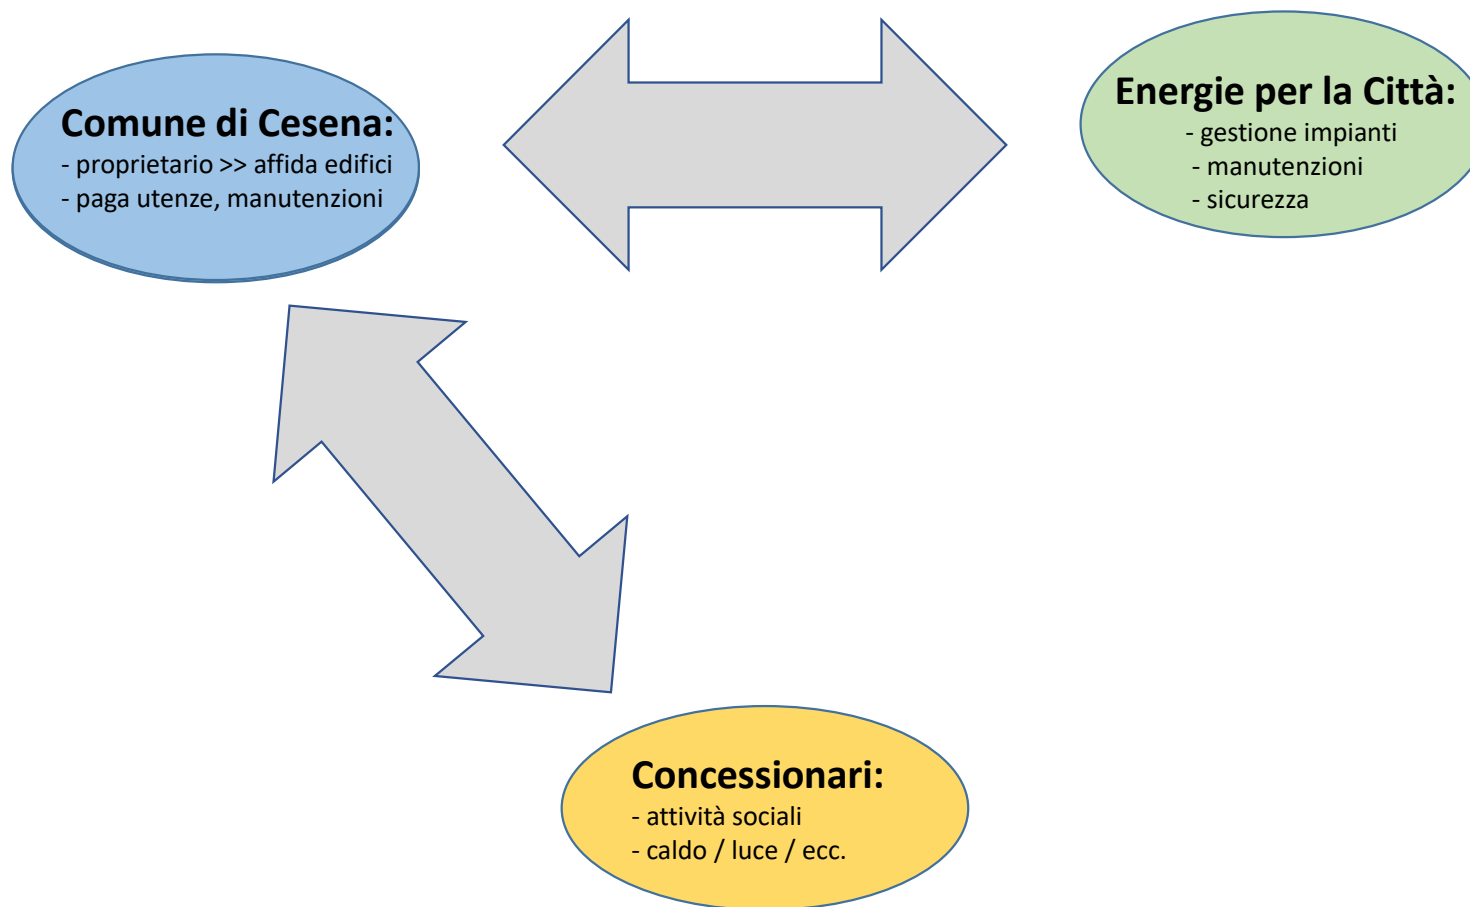 Comune di Cesena:
- proprietario >> affida edifici
- paga utenze, manutenzioni
Energie per la Città:
- gestione impianti
- manutenzioni
- sicurezza
Concessionari:
- attività sociali
- caldo / luce / ecc.